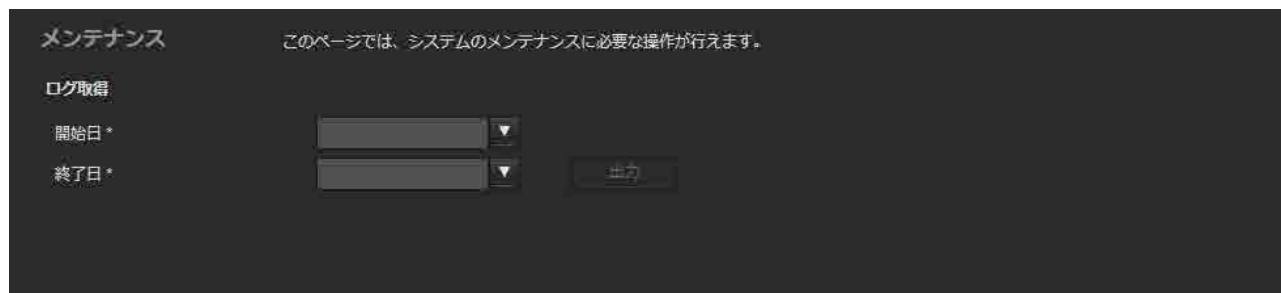 メンテナンス このページでは、システムのメンテナンスに必要な操作が行えます。
ログ取得
開始日 *
終了日 * 出力